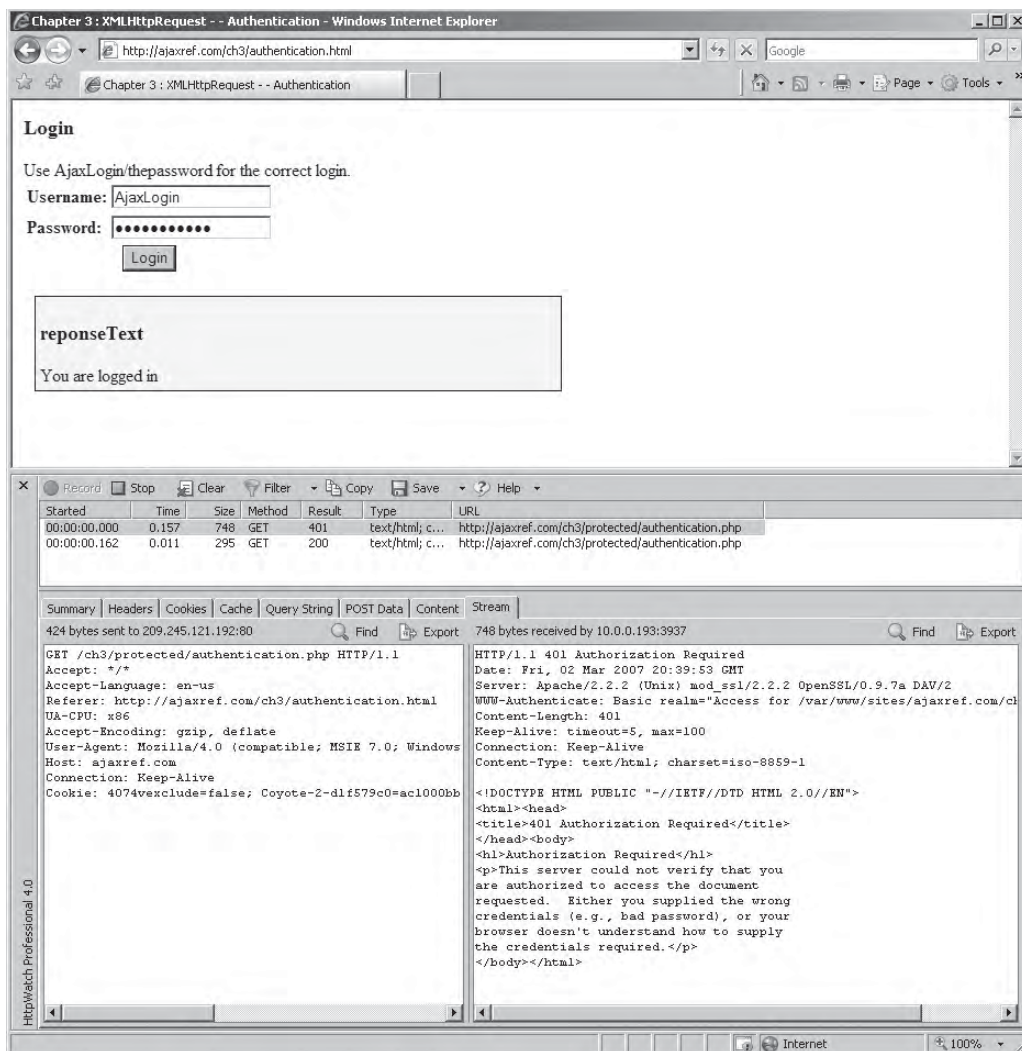 Chapter 3 : XMLHttpRequest - - Authentication - Windows Internet Explorer
http://ajaxref.com/ch3/authentication.html
Google
Chapter 3 : XMLHttpRequest - - Authentication
Page
Tools
Login
Use AjaxLogin/thepassword for the correct login.
Username: AjaxLogin
Password: ●●●●●●●●●●●
Login
reponseText
You are logged in
Record Stop Clear Filter Copy Save Help
Started Time Size Method Result Type URL
00:00:00.000 0.157 748 GET 401 text/html; c... http://ajaxref.com/ch3/protected/authentication.php
00:00:00.162 0.011 295 GET 200 text/html; c... http://ajaxref.com/ch3/protected/authentication.php
Summary Headers Cookies Cache Query String POST Data Content Stream
424 bytes sent to 209.245.121.192:80 Find Export
GET /ch3/protected/authentication.php HTTP/1.1
Accept: */*
Accept-Language: en-us
Referer: http://ajaxref.com/ch3/authentication.html
UA-CPU: x86
Accept-Encoding: gzip, deflate
User-Agent: Mozilla/4.0 (compatible; MSIE 7.0; Windows
Host: ajaxref.com
Connection: Keep-Alive
Cookie: 4074vexclude=false; Coyote-2-d1f579c0=ac1000bb
748 bytes received by 10.0.0.193:3937 Find Export
HTTP/1.1 401 Authorization Required
Date: Fri, 02 Mar 2007 20:39:53 GMT
Server: Apache/2.2.2 (Unix) mod_ssl/2.2.2 OpenSSL/0.9.7a DAV/2
WWW-Authenticate: Basic realm="Access for /var/www/sites/ajaxref.com/ch
Content-Length: 401
Keep-Alive: timeout=5, max=100
Connection: Keep-Alive
Content-Type: text/html; charset=iso-8859-1
<!DOCTYPE HTML PUBLIC "-//IETF//DTD HTML 2.0//EN">
<html><head>
<title>401 Authorization Required</title>
</head><body>
<h1>Authorization Required</h1>
<p>This server could not verify that you
are authorized to access the document
requested.  Either you supplied the wrong
credentials (e.g., bad password), or your
browser doesn't understand how to supply
the credentials required.</p>
</body></html>
HttpWatch Professional 4.0
Internet
100%